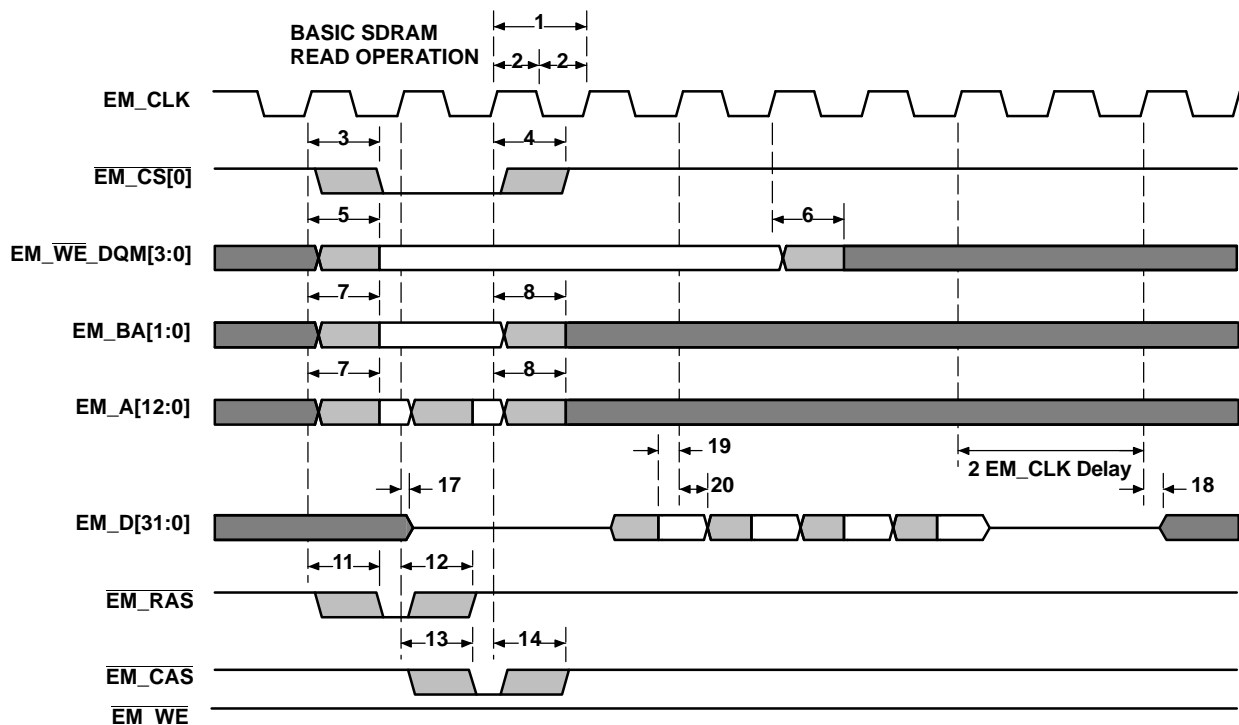 BASIC SDRAM
READ OPERATION
1
2 2
EM_CLK
3 4
EM_CS[0]
5 6
EM_WE_DQM[3:0]
7 8
EM_BA[1:0]
7 8
EM_A[12:0]
19
2 EM_CLK Delay
17 20 18
EM_D[31:0]
11 12
EM_RAS
13 14
EM_CAS
EM_WE